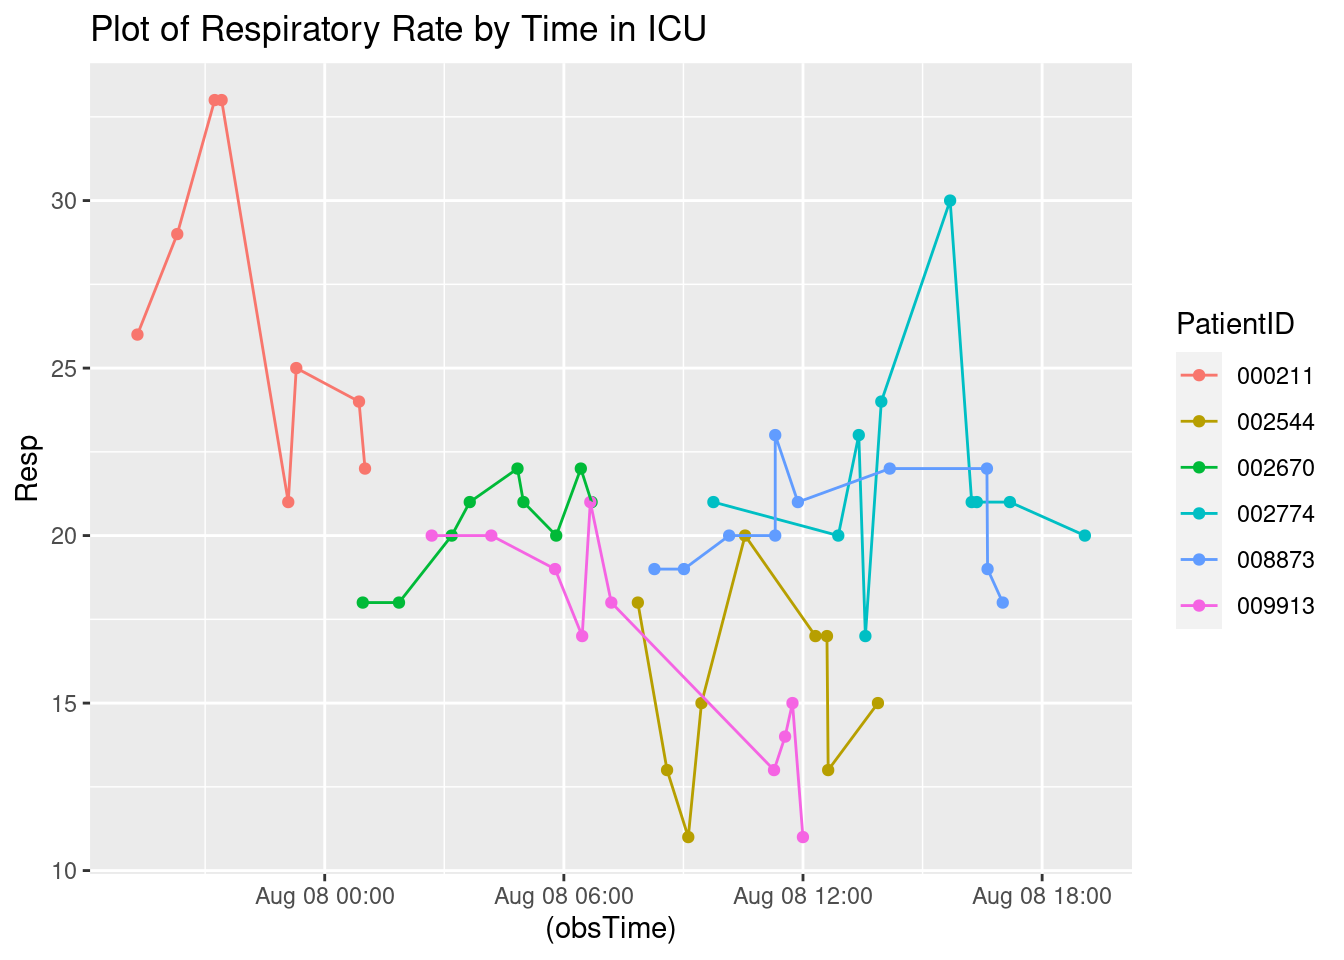 Plot of Respiratory Rate by Time in ICU
30
25
20
15
10
Resp
Aug 08 00:00
Aug 08 06:00
Aug 08 12:00
Aug 08 18:00
(obsTime)
PatientID
000211
002544
002670
002774
008873
009913